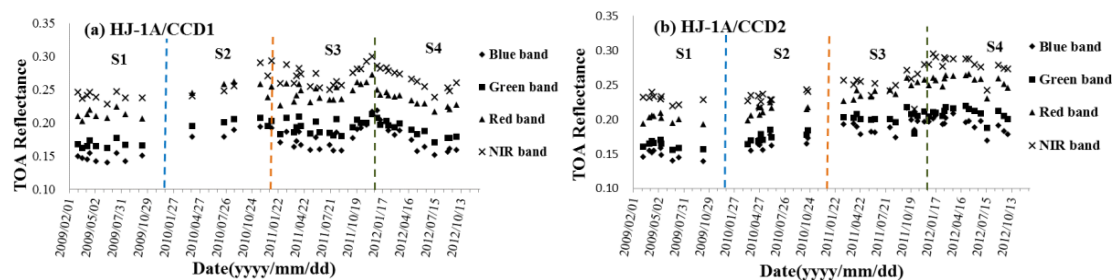 (a) HJ-1A/CCD1
TOA Reflectance
0.35
0.30
0.25
0.20
0.15
0.10
S1
S2
S3
S4
Blue band
Green band
Red band
NIR band
2009/02/01
2009/05/02
2009/07/31
2009/10/29
2010/01/27
2010/04/27
2010/07/26
2010/10/24
2011/01/22
2011/04/22
2011/07/21
2011/10/19
2012/01/17
2012/04/16
2012/07/15
2012/10/13
Date(yyyy/mm/dd)
(b) HJ-1A/CCD2
TOA Reflectance
0.35
0.30
0.25
0.20
0.15
0.10
S1
S2
S3
S4
Blue band
Green band
Red band
NIR band
2009/02/01
2009/05/02
2009/07/31
2009/10/29
2010/01/27
2010/04/27
2010/07/26
2010/10/24
2011/01/22
2011/04/22
2011/07/21
2011/10/19
2012/01/17
2012/04/16
2012/07/15
2012/10/13
Date(yyyy/mm/dd)